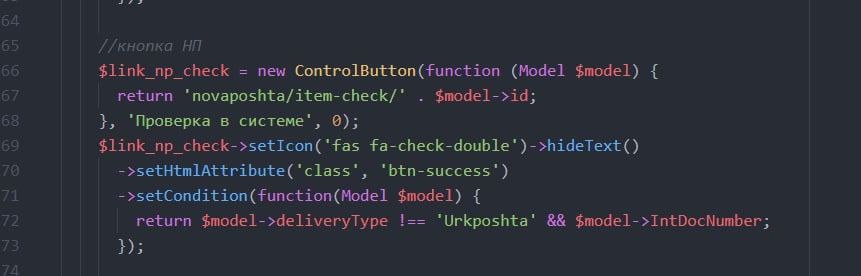 });
64
65 //кнопка НП
66 $link_np_check = new ControlButton(function (Model $model) {
67 return 'novaposhta/item-check/' . $model->id;
68 }, 'Проверка в системе', 0);
69 $link_np_check->setIcon('fas fa-check-double')->hideText()
70 ->setHtmlAttribute('class', 'btn-success')
71 ->setCondition(function(Model $model) {
72 return $model->deliveryType !== 'Urkposhta' && $model->IntDocNumber;
73 });
74